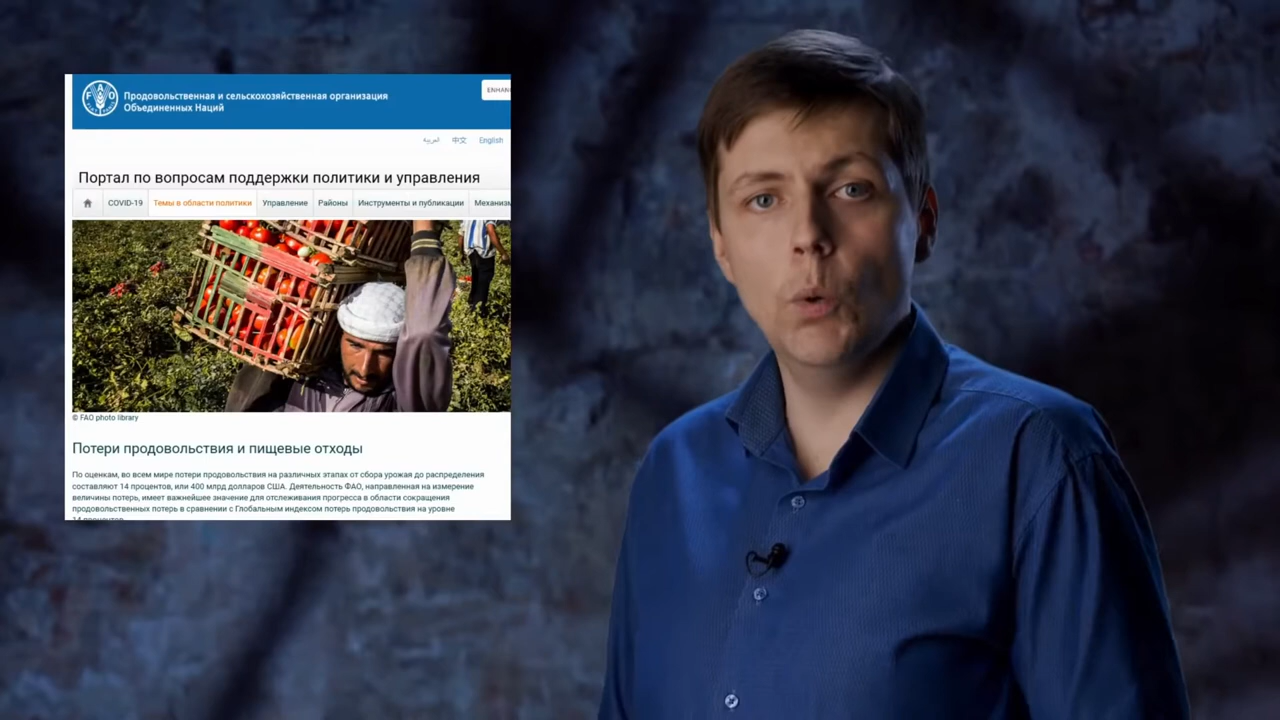 FAO
Продовольственная и сельскохозяйственная организация
Объединенных Наций
العربية 中文 English
Портал по вопросам поддержки политики и управления
COVID-19 Темы в области политики Управление Районы Инструменты и публикации
© FAO photo library
Потери продовольствия и пищевые отходы
По оценкам, во всем мире потери продовольствия на различных этапах от сбора урожая до распределения
составляют 14 процентов, или 400 млрд долларов США. Деятельность ФАО, направленная на измерение
величины потерь, имеет важнейшее значение для отслеживания прогресса в области сокращения
продовольственных потерь в сравнении с Глобальным индексом потерь продовольствия на уровне
14 процентов